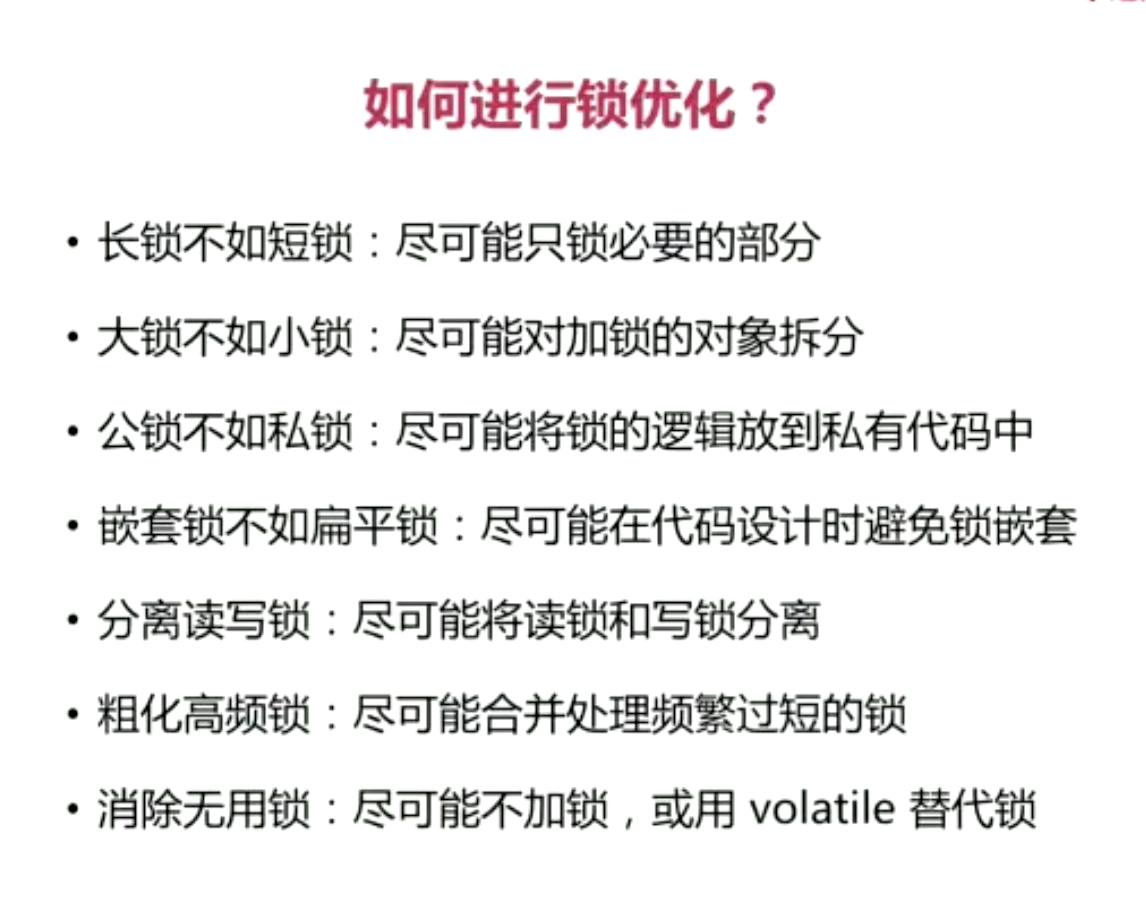 如何进行锁优化？
• 长锁不如短锁：尽可能只锁必要的部分
• 大锁不如小锁：尽可能对加锁的对象拆分
• 公锁不如私锁：尽可能将锁的逻辑放到私有代码中
• 嵌套锁不如扁平锁：尽可能在代码设计时避免锁嵌套
• 分离读写锁：尽可能将读锁和写锁分离
• 粗化高频锁：尽可能合并处理频繁过短的锁
• 消除无用锁：尽可能不加锁，或用 volatile 替代锁